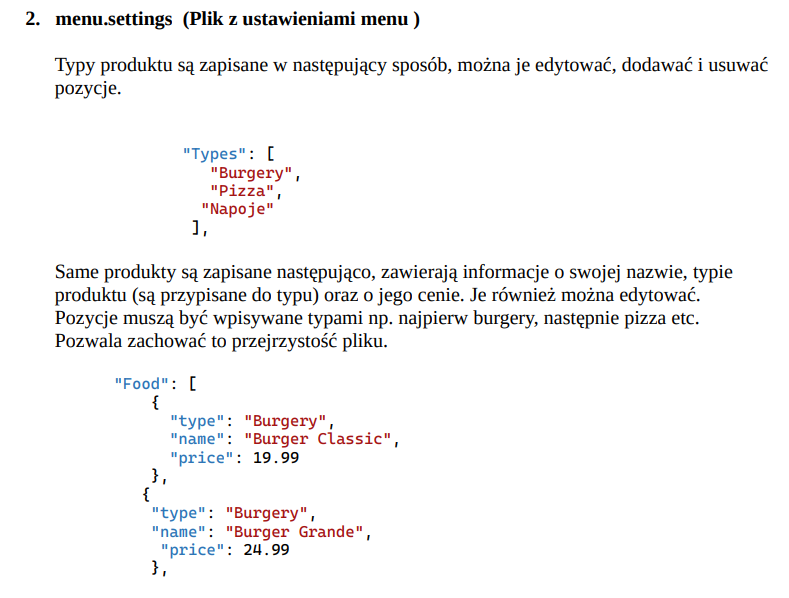 2. menu.settings (Plik z ustawieniami menu )
Typy produktu są zapisane w następujący sposób, można je edytować, dodawać i usuwać
pozycje.
"Types": [
"Burgery",
"Pizza",
"Napoje"
],
Same produkty są zapisane następująco, zawierają informacje o swojej nazwie, typie
produktu (są przypisane do typu) oraz o jego cenie. Je również można edytować.
Pozycje muszą być wpisywane typami np. najpierw burgery, następnie pizza etc.
Pozwala zachować to przejrzystość pliku.
"Food": [
{
"type": "Burgery",
"name": "Burger Classic",
"price": 19.99
},
{
"type": "Burgery",
"name": "Burger Grande",
"price": 24.99
},